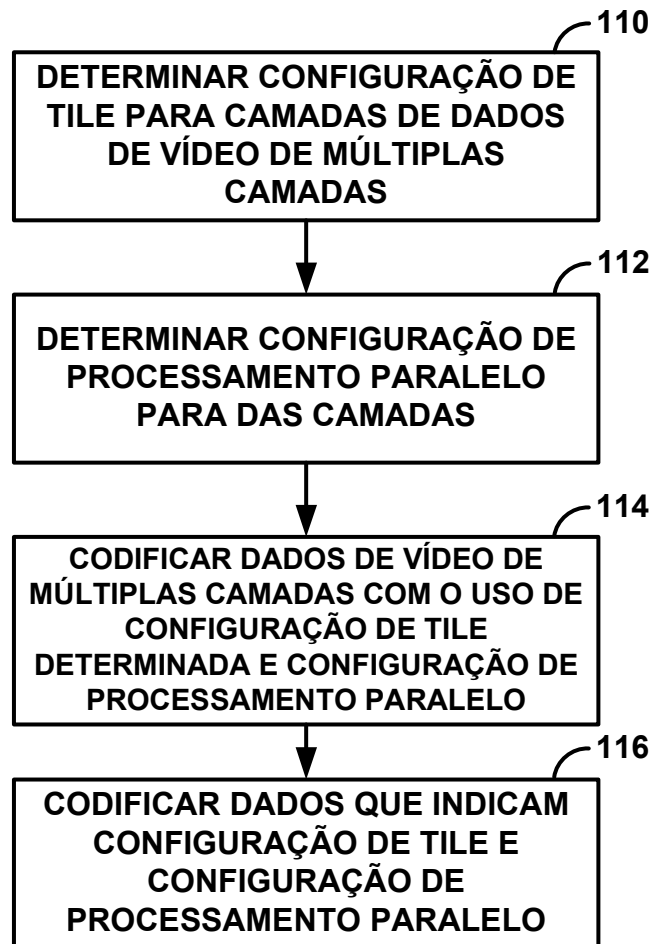 110
DETERMINAR CONFIGURAÇÃO DE
TILE PARA CAMADAS DE DADOS
DE VÍDEO DE MÚLTIPLAS
CAMADAS
112
DETERMINAR CONFIGURAÇÃO DE
PROCESSAMENTO PARALELO
PARA DAS CAMADAS
114
CODIFICAR DADOS DE VÍDEO DE
MÚLTIPLAS CAMADAS COM O USO DE
CONFIGURAÇÃO DE TILE
DETERMINADA E CONFIGURAÇÃO DE
PROCESSAMENTO PARALELO
116
CODIFICAR DADOS QUE INDICAM
CONFIGURAÇÃO DE TILE E
CONFIGURAÇÃO DE
PROCESSAMENTO PARALELO